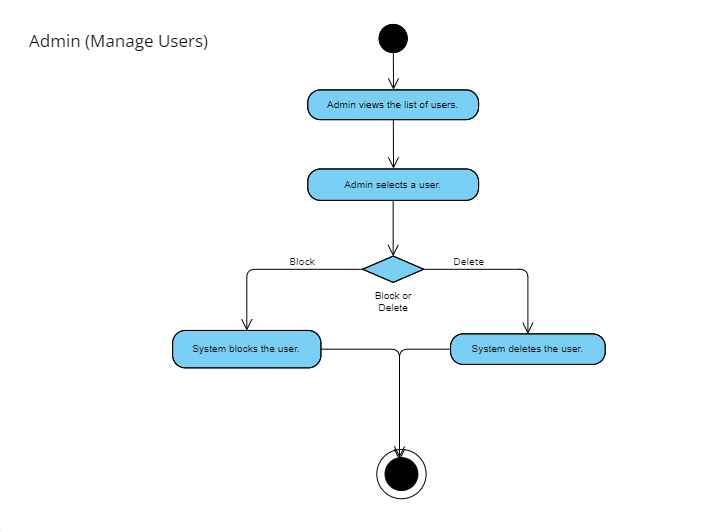 Admin (Manage Users)
Admin views the list of users.
Admin selects a user.
Block
Delete
Block or
Delete
System blocks the user.
System deletes the user.